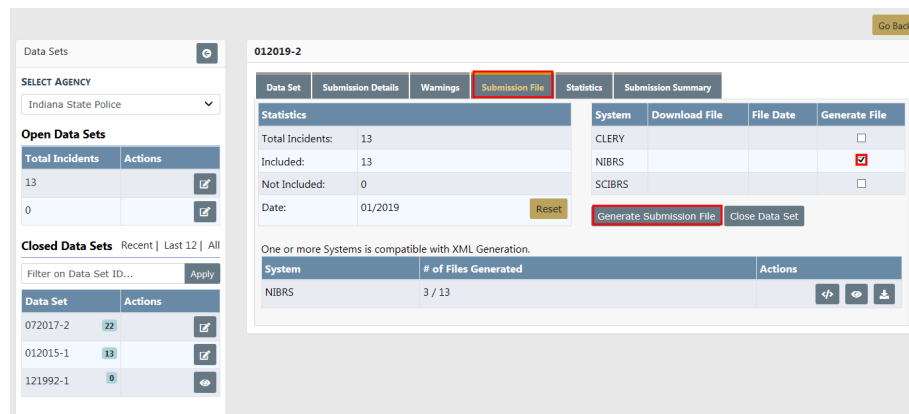 Go Back
Data Sets
SELECT AGENCY
Indiana State Police
Open Data Sets
Total Incidents Actions
13
0
Closed Data Sets Recent | Last 12 | All
Filter on Data Set ID... Apply
Data Set Actions
072017-2 22
012015-1 13
121992-1 0
012019-2
Data Set Submission Details Warnings Submission File Statistics Submission Summary
Statistics
Total Incidents: 13
Included: 13
Not Included: 0
Date: 01/2019 Reset
System Download File File Date Generate File
CLERY
NIBRS
SCIBRS
Generate Submission File Close Data Set
One or more Systems is compatible with XML Generation.
System # of Files Generated Actions
NIBRS 3 / 13